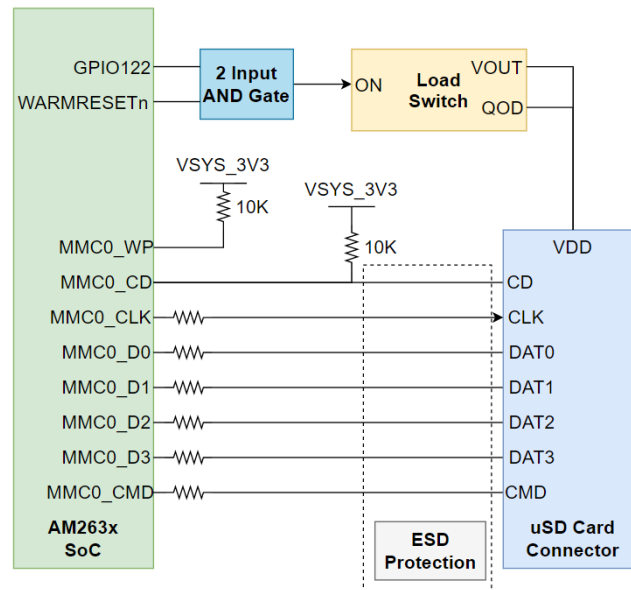 GPIO122
WARMRESETn
2 Input
AND Gate
ON
Load
Switch
VOUT
QOD
VSYS_3V3
10K
VSYS_3V3
10K
MMC0_WP
MMC0_CD
MMC0_CLK
MMC0_D0
MMC0_D1
MMC0_D2
MMC0_D3
MMC0_CMD
AM263x
SoC
VDD
CD
CLK
DAT0
DAT1
DAT2
DAT3
CMD
uSD Card
Connector
ESD
Protection